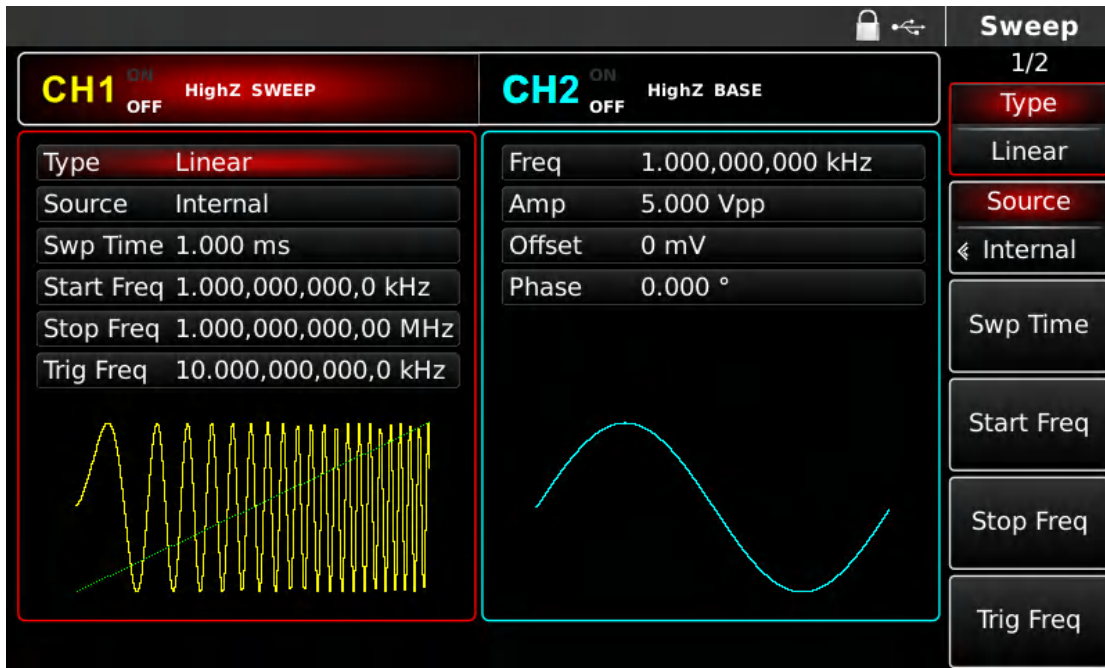 Sweep
1/2
CH1 ON OFF HighZ SWEEP
CH2 ON OFF HighZ BASE
Type Linear
Source Internal
Swp Time 1.000 ms
Start Freq 1.000,000,000,0 kHz
Stop Freq 1.000,000,000,00 MHz
Trig Freq 10.000,000,000,0 kHz
Freq 1.000,000,000 kHz
Amp 5.000 Vpp
Offset 0 mV
Phase 0.000 °
Type
Linear
Source
Internal
Swp Time
Start Freq
Stop Freq
Trig Freq